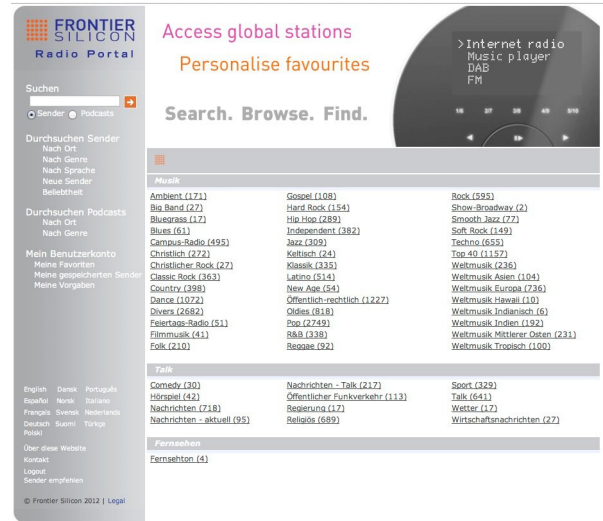 FRONTIER
SILICON
Radio Portal
Suchen
Sender Podcasts
Durchsuchen Sender
Nach Ort
Nach Genre
Nach Sprache
Neue Sender
Beliebtheit
Durchsuchen Podcasts
Nach Ort
Nach Genre
Mein Benutzerkonto
Meine Favoriten
Meine gespeicherten Sender
Meine Vorgaben
English Dansk Português
Español Norsk Italiano
Français Svensk Nederlands
Deutsch Suomi Türkçe
Polski
Über diese Website
Kontakt
Logout
Sender empfehlen
© Frontier Silicon 2012 | Legal
Access global stations
Personalise favourites
Search. Browse. Find.
>Internet radio
Music player
DAB
FM
1/6 2/7 3/8 4/9 5/10
Musik
Ambient (171)
Big Band (27)
Bluegrass (17)
Blues (61)
Campus-Radio (495)
Christlich (272)
Christlicher Rock (27)
Classic Rock (363)
Country (398)
Dance (1072)
Divers (2682)
Feiertags-Radio (51)
Filmmusik (41)
Folk (210)
Gospel (108)
Hard Rock (154)
Hip Hop (289)
Independent (382)
Jazz (309)
Keltisch (24)
Klassik (335)
Latino (514)
New Age (54)
Öffentlich-rechtlich (1227)
Oldies (818)
Pop (2749)
R&B (338)
Reggae (92)
Rock (595)
Show-Broadway (2)
Smooth Jazz (77)
Soft Rock (149)
Techno (655)
Top 40 (1157)
Weltmusik (236)
Weltmusik Asien (104)
Weltmusik Europa (736)
Weltmusik Hawaii (10)
Weltmusik Indianisch (6)
Weltmusik Indien (192)
Weltmusik Mittlerer Osten (231)
Weltmusik Tropisch (100)
Talk
Comedy (30)
Hörspiel (42)
Nachrichten (718)
Nachrichten - aktuell (95)
Nachrichten - Talk (217)
Öffentlicher Funkverkehr (113)
Regierung (17)
Religiös (689)
Sport (329)
Talk (641)
Wetter (17)
Wirtschaftsnachrichten (27)
Fernsehen
Fernsehton (4)